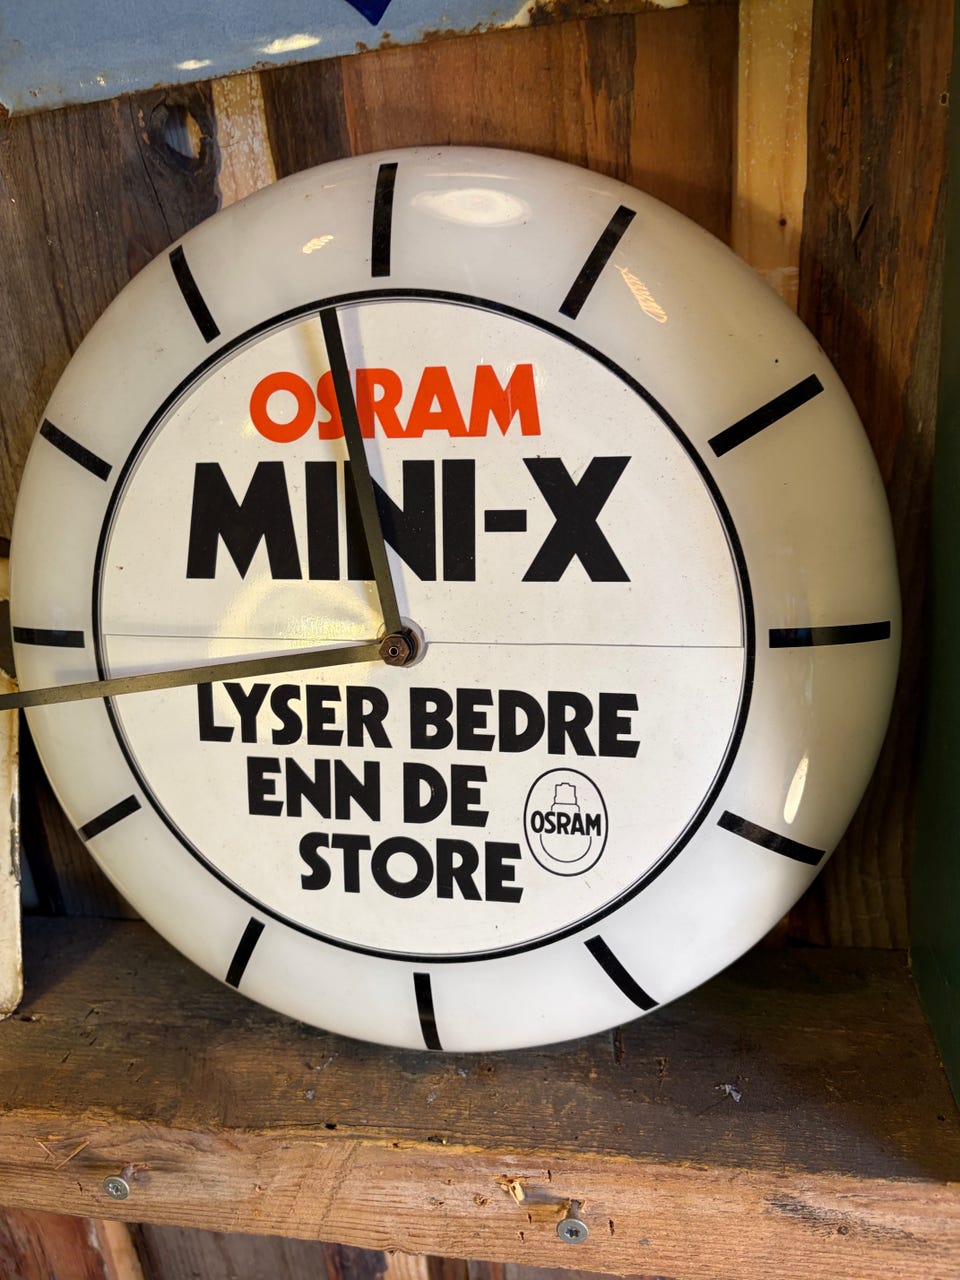 OSRAM
MINI-X
LYSER BEDRE
ENN DE
STORE
OSRAM